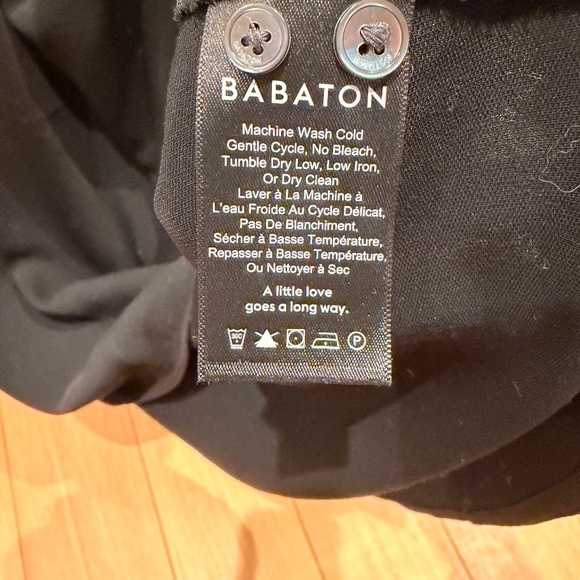 BABATON
BABATON
Machine Wash Cold
Gentle Cycle, No Bleach,
Tumble Dry Low, Low Iron,
Or Dry Clean
Laver à La Machine à
L'eau Froide Au Cycle Délicat,
Pas De Blanchiment,
Sécher à Basse Température,
Repasser à Basse Température,
Ou Nettoyer à Sec
A little love
goes a long way.
30C P